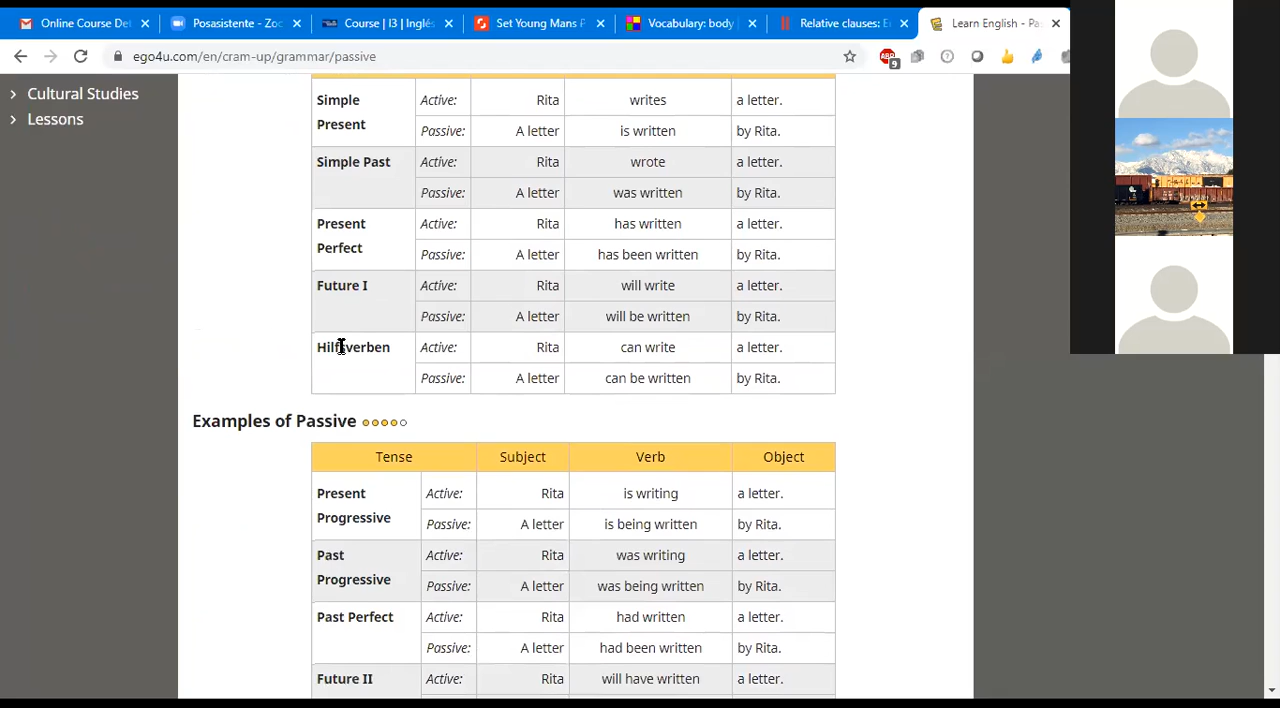 Online Course De
Posasistente - Zoc
Course | I3 | Inglés
Set Young Mans P
Vocabulary: body
Relative clauses: E
Learn English - Pa
ego4u.com/en/cram-up/grammar/passive
9
Cultural Studies
Lessons
Simple Present Active: Rita writes a letter.
Passive: A letter is written by Rita.
Simple Past Active: Rita wrote a letter.
Passive: A letter was written by Rita.
Present Perfect Active: Rita has written a letter.
Passive: A letter has been written by Rita.
Future I Active: Rita will write a letter.
Passive: A letter will be written by Rita.
Hilfsverben Active: Rita can write a letter.
Passive: A letter can be written by Rita.
Examples of Passive
Tense Subject Verb Object
Present Progressive Active: Rita is writing a letter.
Passive: A letter is being written by Rita.
Past Progressive Active: Rita was writing a letter.
Passive: A letter was being written by Rita.
Past Perfect Active: Rita had written a letter.
Passive: A letter had been written by Rita.
Future II Active: Rita will have written a letter.